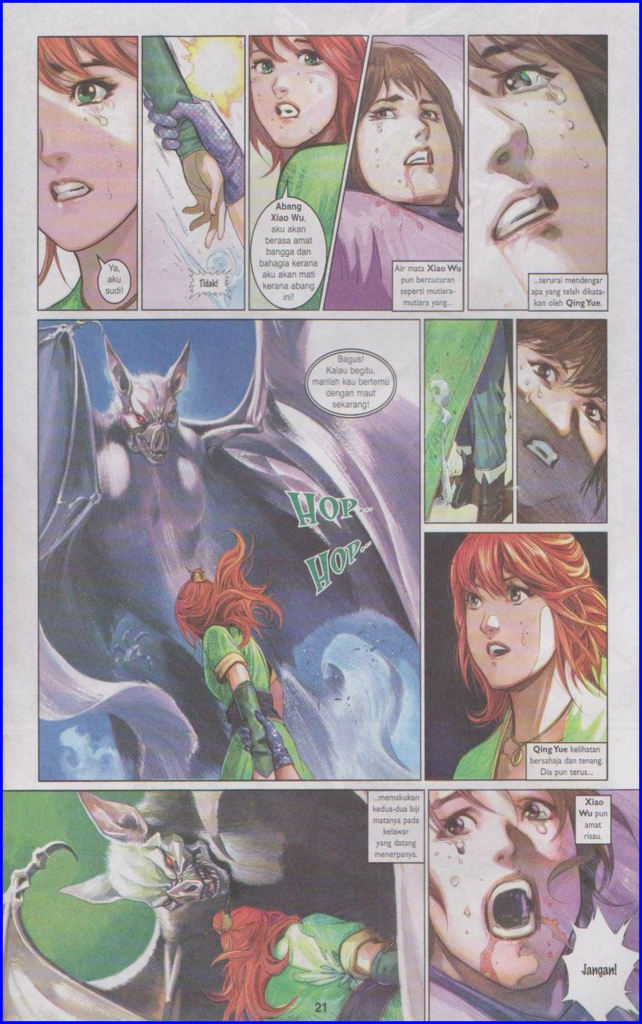 Ya,
aku
sudi!
Tidak!
Abang
Xiao Wu,
aku akan
berasa amat
bangga dan
bahagia kerana
aku akan mati
kerana abang
ini!
Air mata Xiao Wu
pun bercucuran
seperti mutiara-
mutiara yang...
...terurai mendengar
apa yang telah dikata-
kan oleh Qing Yue.
Bagus!
Kalau begitu,
marilah kau bertemu
dengan maut
sekarang!
HOP...
HOP...
Qing Yue kelihatan
bersahaja dan tenang.
Dia pun terus...
...memakukan
kedua-dua biji
matanya pada
kelawar
yang datang
menerpanya.
Xiao
Wu pun
amat
risau.
Jangan!
21